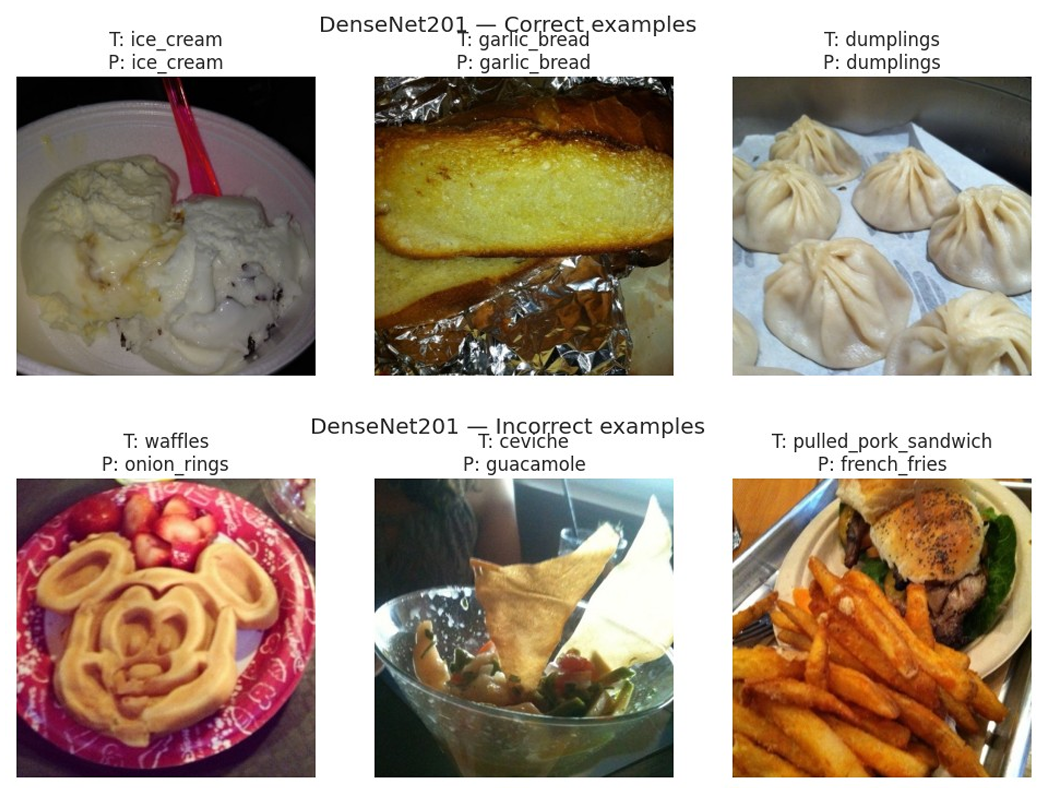 DenseNet201 — Correct examples
T: ice_cream
P: ice_cream
T: garlic_bread
P: garlic_bread
T: dumplings
P: dumplings
DenseNet201 — Incorrect examples
T: waffles
P: onion_rings
T: ceviche
P: guacamole
T: pulled_pork_sandwich
P: french_fries